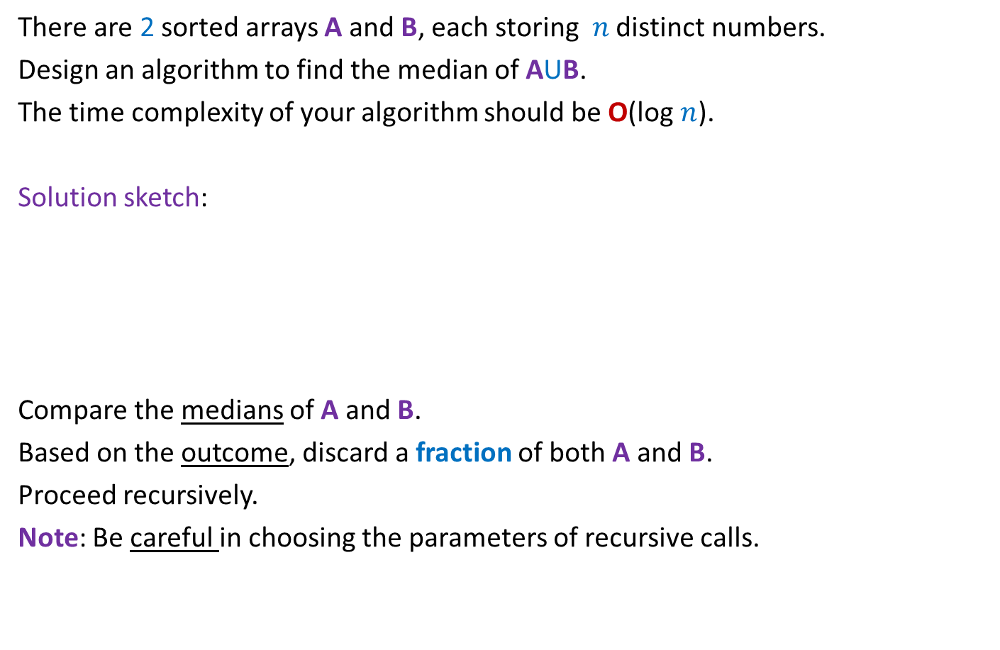 There are 2 sorted arrays A and B, each storing n distinct numbers.
Design an algorithm to find the median of AUB.
The time complexity of your algorithm should be O(log n).
Solution sketch:
Compare the medians of A and B.
Based on the outcome, discard a fraction of both A and B.
Proceed recursively.
Note: Be careful in choosing the parameters of recursive calls.